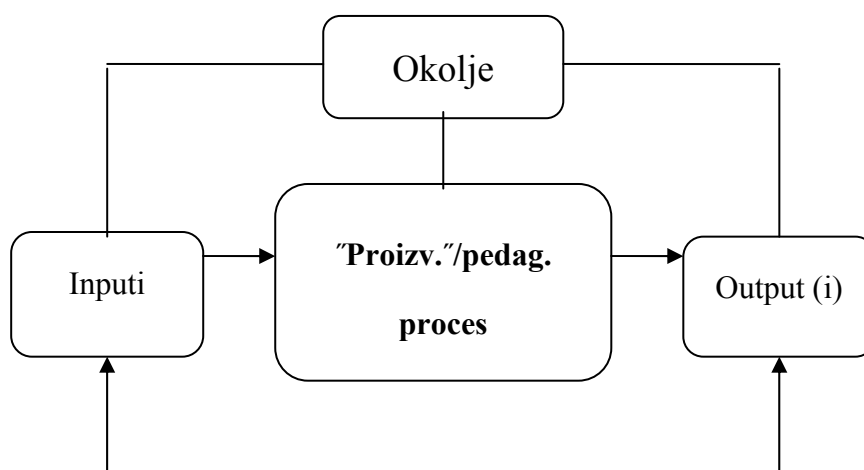 Okolje
Inputi
˝Proizv.˝/pedag.
proces
Output (i)